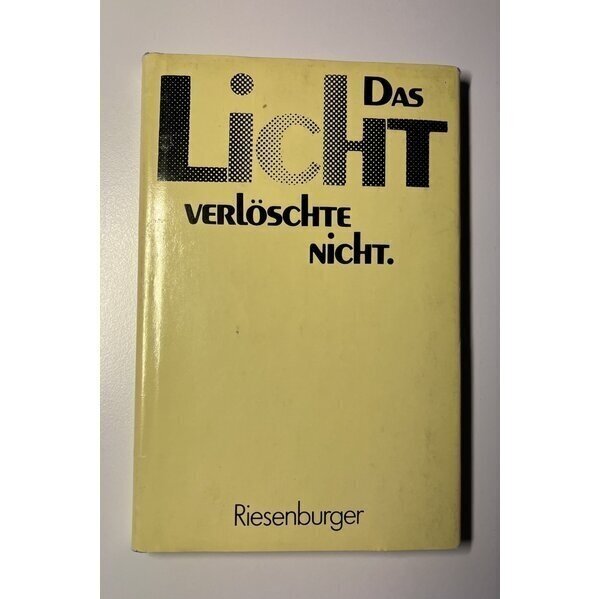 Das
Licht
verlöschte
nicht.
Riesenburger